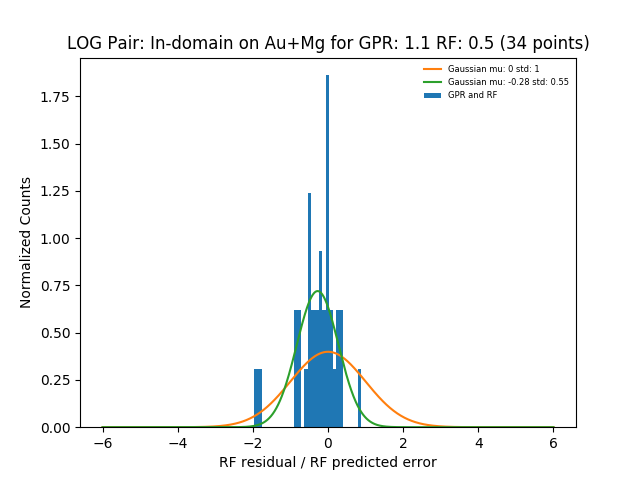 LOG Pair: In-domain on Au+Mg for GPR: 1.1 RF: 0.5 (34 points)
Gaussian mu: 0 std: 1
Gaussian mu: -0.28 std: 0.55
GPR and RF
Normalized Counts
1.75
1.50
1.25
1.00
0.75
0.50
0.25
0.00
−6 −4 −2 0 2 4 6
RF residual / RF predicted error